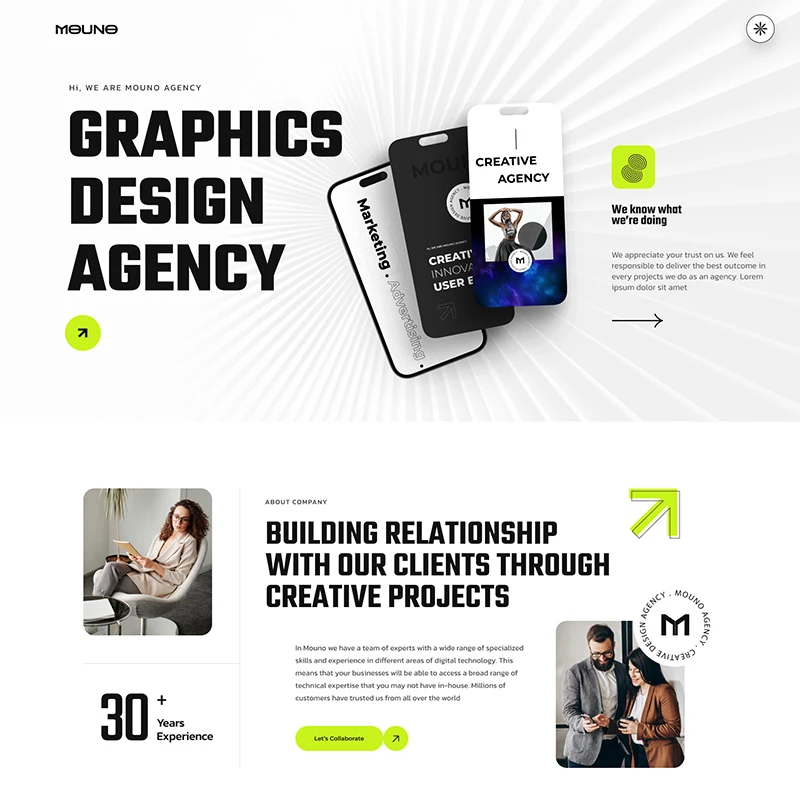 MOUNO
Hi, WE ARE MOUNO AGENCY
GRAPHICS
DESIGN
AGENCY
Marketing . Advertising .
MOU
M
HI, WE ARE MOUNO AGENCY
CREATI
INNOVA
USER E
CREATIVE
AGENCY
M
We know what
we're doing
We appreciate your trust on us. We feel
responsible to deliver the best outcome in
every projects we do as an agency. Lorem
ipsum dolor sit amet
ABOUT COMPANY
BUILDING RELATIONSHIP
WITH OUR CLIENTS THROUGH
CREATIVE PROJECTS
In Mouno we have a team of experts with a wide range of specialized
skills and experience in different areas of digital technology. This
means that your businesses will be able to access a broad range of
technical expertise that you may not have in-house. Millions of
customers have trusted us from all over the world
Let's Collaborate
30 +
Years
Experience
MOUNO AGENCY . CREATIVE DESIGN AGENCY .
M